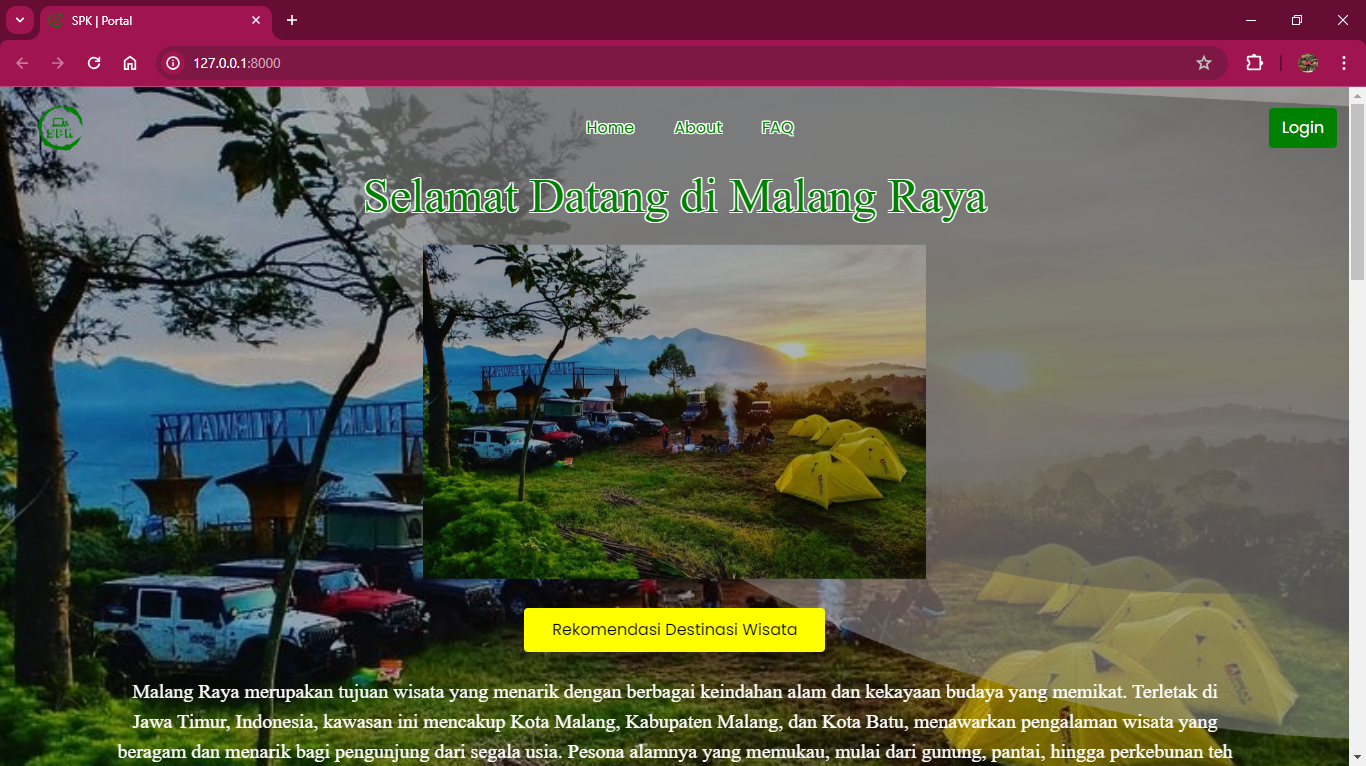 SPK | Portal
127.0.0.1:8000
SPK
Home About FAQ
Login
Selamat Datang di Malang Raya
Rekomendasi Destinasi Wisata
Malang Raya merupakan tujuan wisata yang menarik dengan berbagai keindahan alam dan kekayaan budaya yang memikat. Terletak di
Jawa Timur, Indonesia, kawasan ini mencakup Kota Malang, Kabupaten Malang, dan Kota Batu, menawarkan pengalaman wisata yang
beragam dan menarik bagi pengunjung dari segala usia. Pesona alamnya yang memukau, mulai dari gunung, pantai, hingga perkebunan teh